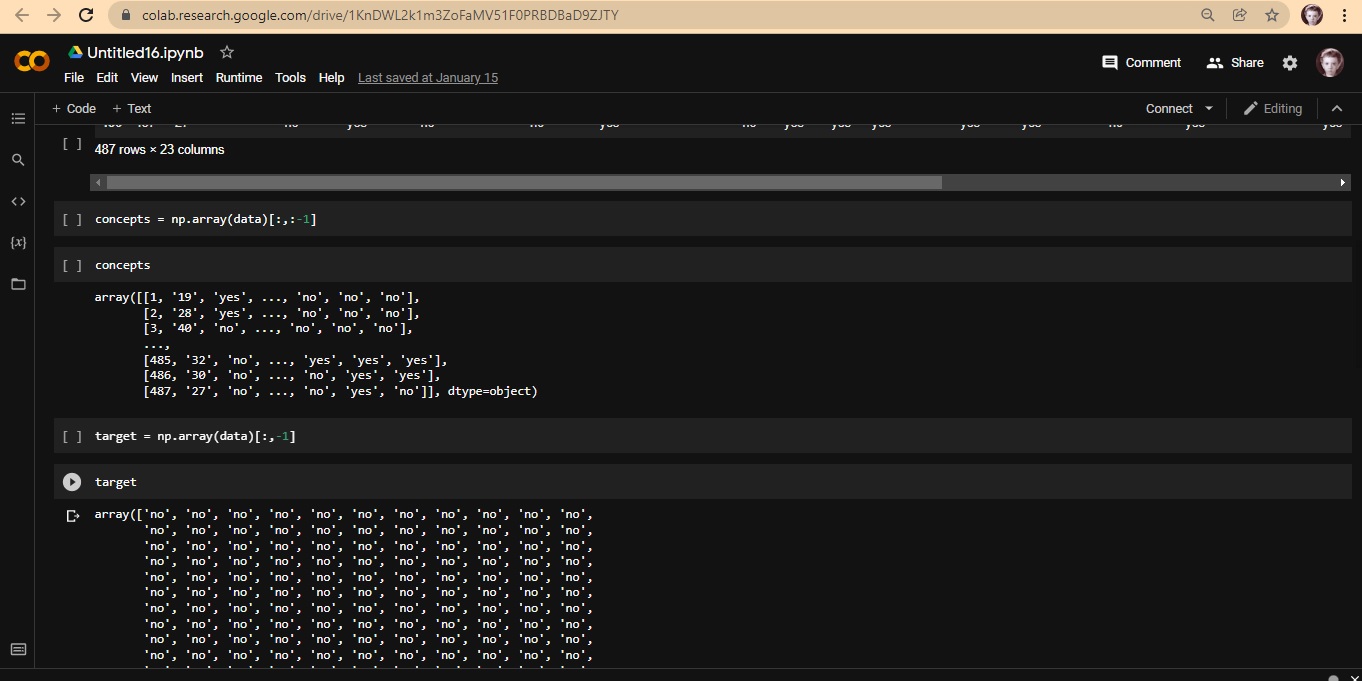 colab.research.google.com/drive/1KnDWL2k1m3ZoFaMV51F0PRBDBaD9ZJTY
Untitled16.ipynb
File Edit View Insert Runtime Tools Help Last saved at January 15
Comment Share
+ Code + Text
Connect Editing
[ ] 487 rows × 23 columns
[ ] concepts = np.array(data)[:,:-1]
[ ] concepts
array([[1, '19', 'yes', ..., 'no', 'no', 'no'],
[2, '28', 'yes', ..., 'no', 'no', 'no'],
[3, '40', 'no', ..., 'no', 'no', 'no'],
...,
[485, '32', 'no', ..., 'yes', 'yes', 'yes'],
[486, '30', 'no', ..., 'no', 'yes', 'yes'],
[487, '27', 'no', ..., 'no', 'yes', 'no']], dtype=object)
[ ] target = np.array(data)[:,-1]
target
array(['no', 'no', 'no', 'no', 'no', 'no', 'no', 'no', 'no', 'no', 'no',
'no', 'no', 'no', 'no', 'no', 'no', 'no', 'no', 'no', 'no', 'no',
'no', 'no', 'no', 'no', 'no', 'no', 'no', 'no', 'no', 'no', 'no',
'no', 'no', 'no', 'no', 'no', 'no', 'no', 'no', 'no', 'no', 'no',
'no', 'no', 'no', 'no', 'no', 'no', 'no', 'no', 'no', 'no', 'no',
'no', 'no', 'no', 'no', 'no', 'no', 'no', 'no', 'no', 'no', 'no',
'no', 'no', 'no', 'no', 'no', 'no', 'no', 'no', 'no', 'no', 'no',
'no', 'no', 'no', 'no', 'no', 'no', 'no', 'no', 'no', 'no', 'no',
'no', 'no', 'no', 'no', 'no', 'no', 'no', 'no', 'no', 'no', 'no',
'no', 'no', 'no', 'no', 'no', 'no', 'no', 'no', 'no', 'no', 'no',